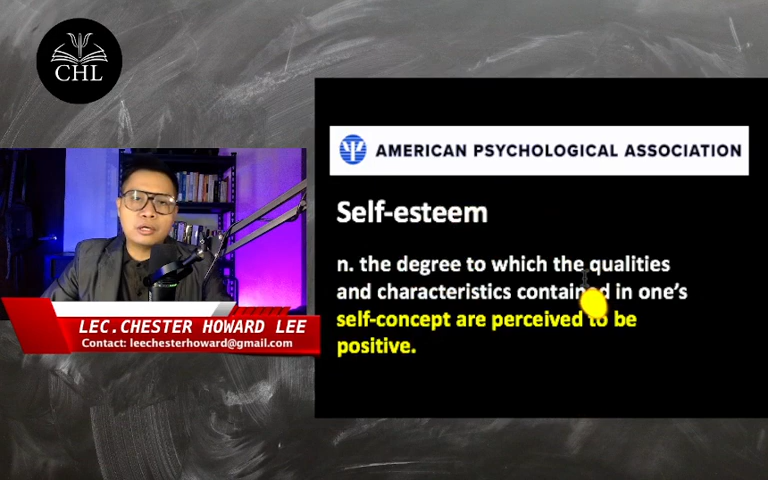 CHL
AMERICAN PSYCHOLOGICAL ASSOCIATION
Self-esteem
n. the degree to which the qualities
and characteristics contained in one's
self-concept are perceived to be
positive.
LEC.CHESTER HOWARD LEE
Contact: leechesterhoward@gmail.com